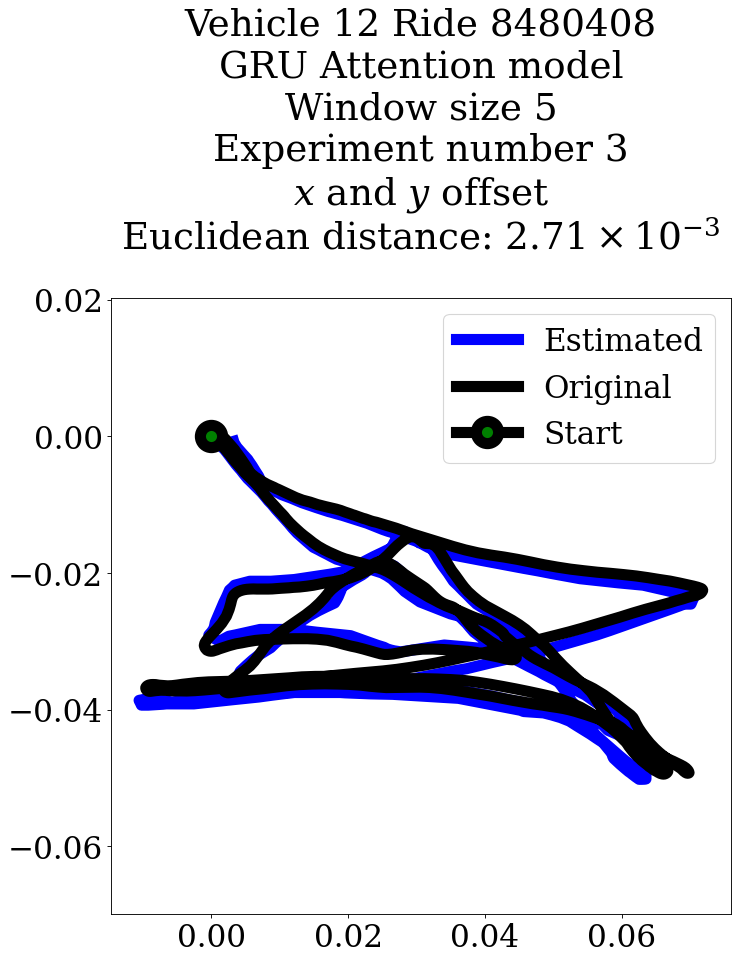 Vehicle 12 Ride 8480408
GRU Attention model
Window size 5
Experiment number 3
x and y offset
Euclidean distance: 2.71 × 10⁻³
0.02
Estimated
Original
Start
0.00
−0.02
−0.04
−0.06
0.00 0.02 0.04 0.06